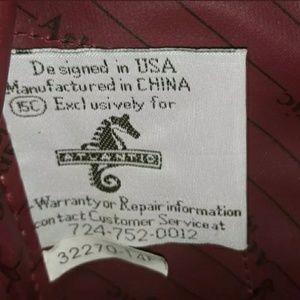 Designed in USA
Manufactured in CHINA
15C Exclusively for
ATLANTIC
Warranty or Repair information
contact Customer Service at
724-752-0012